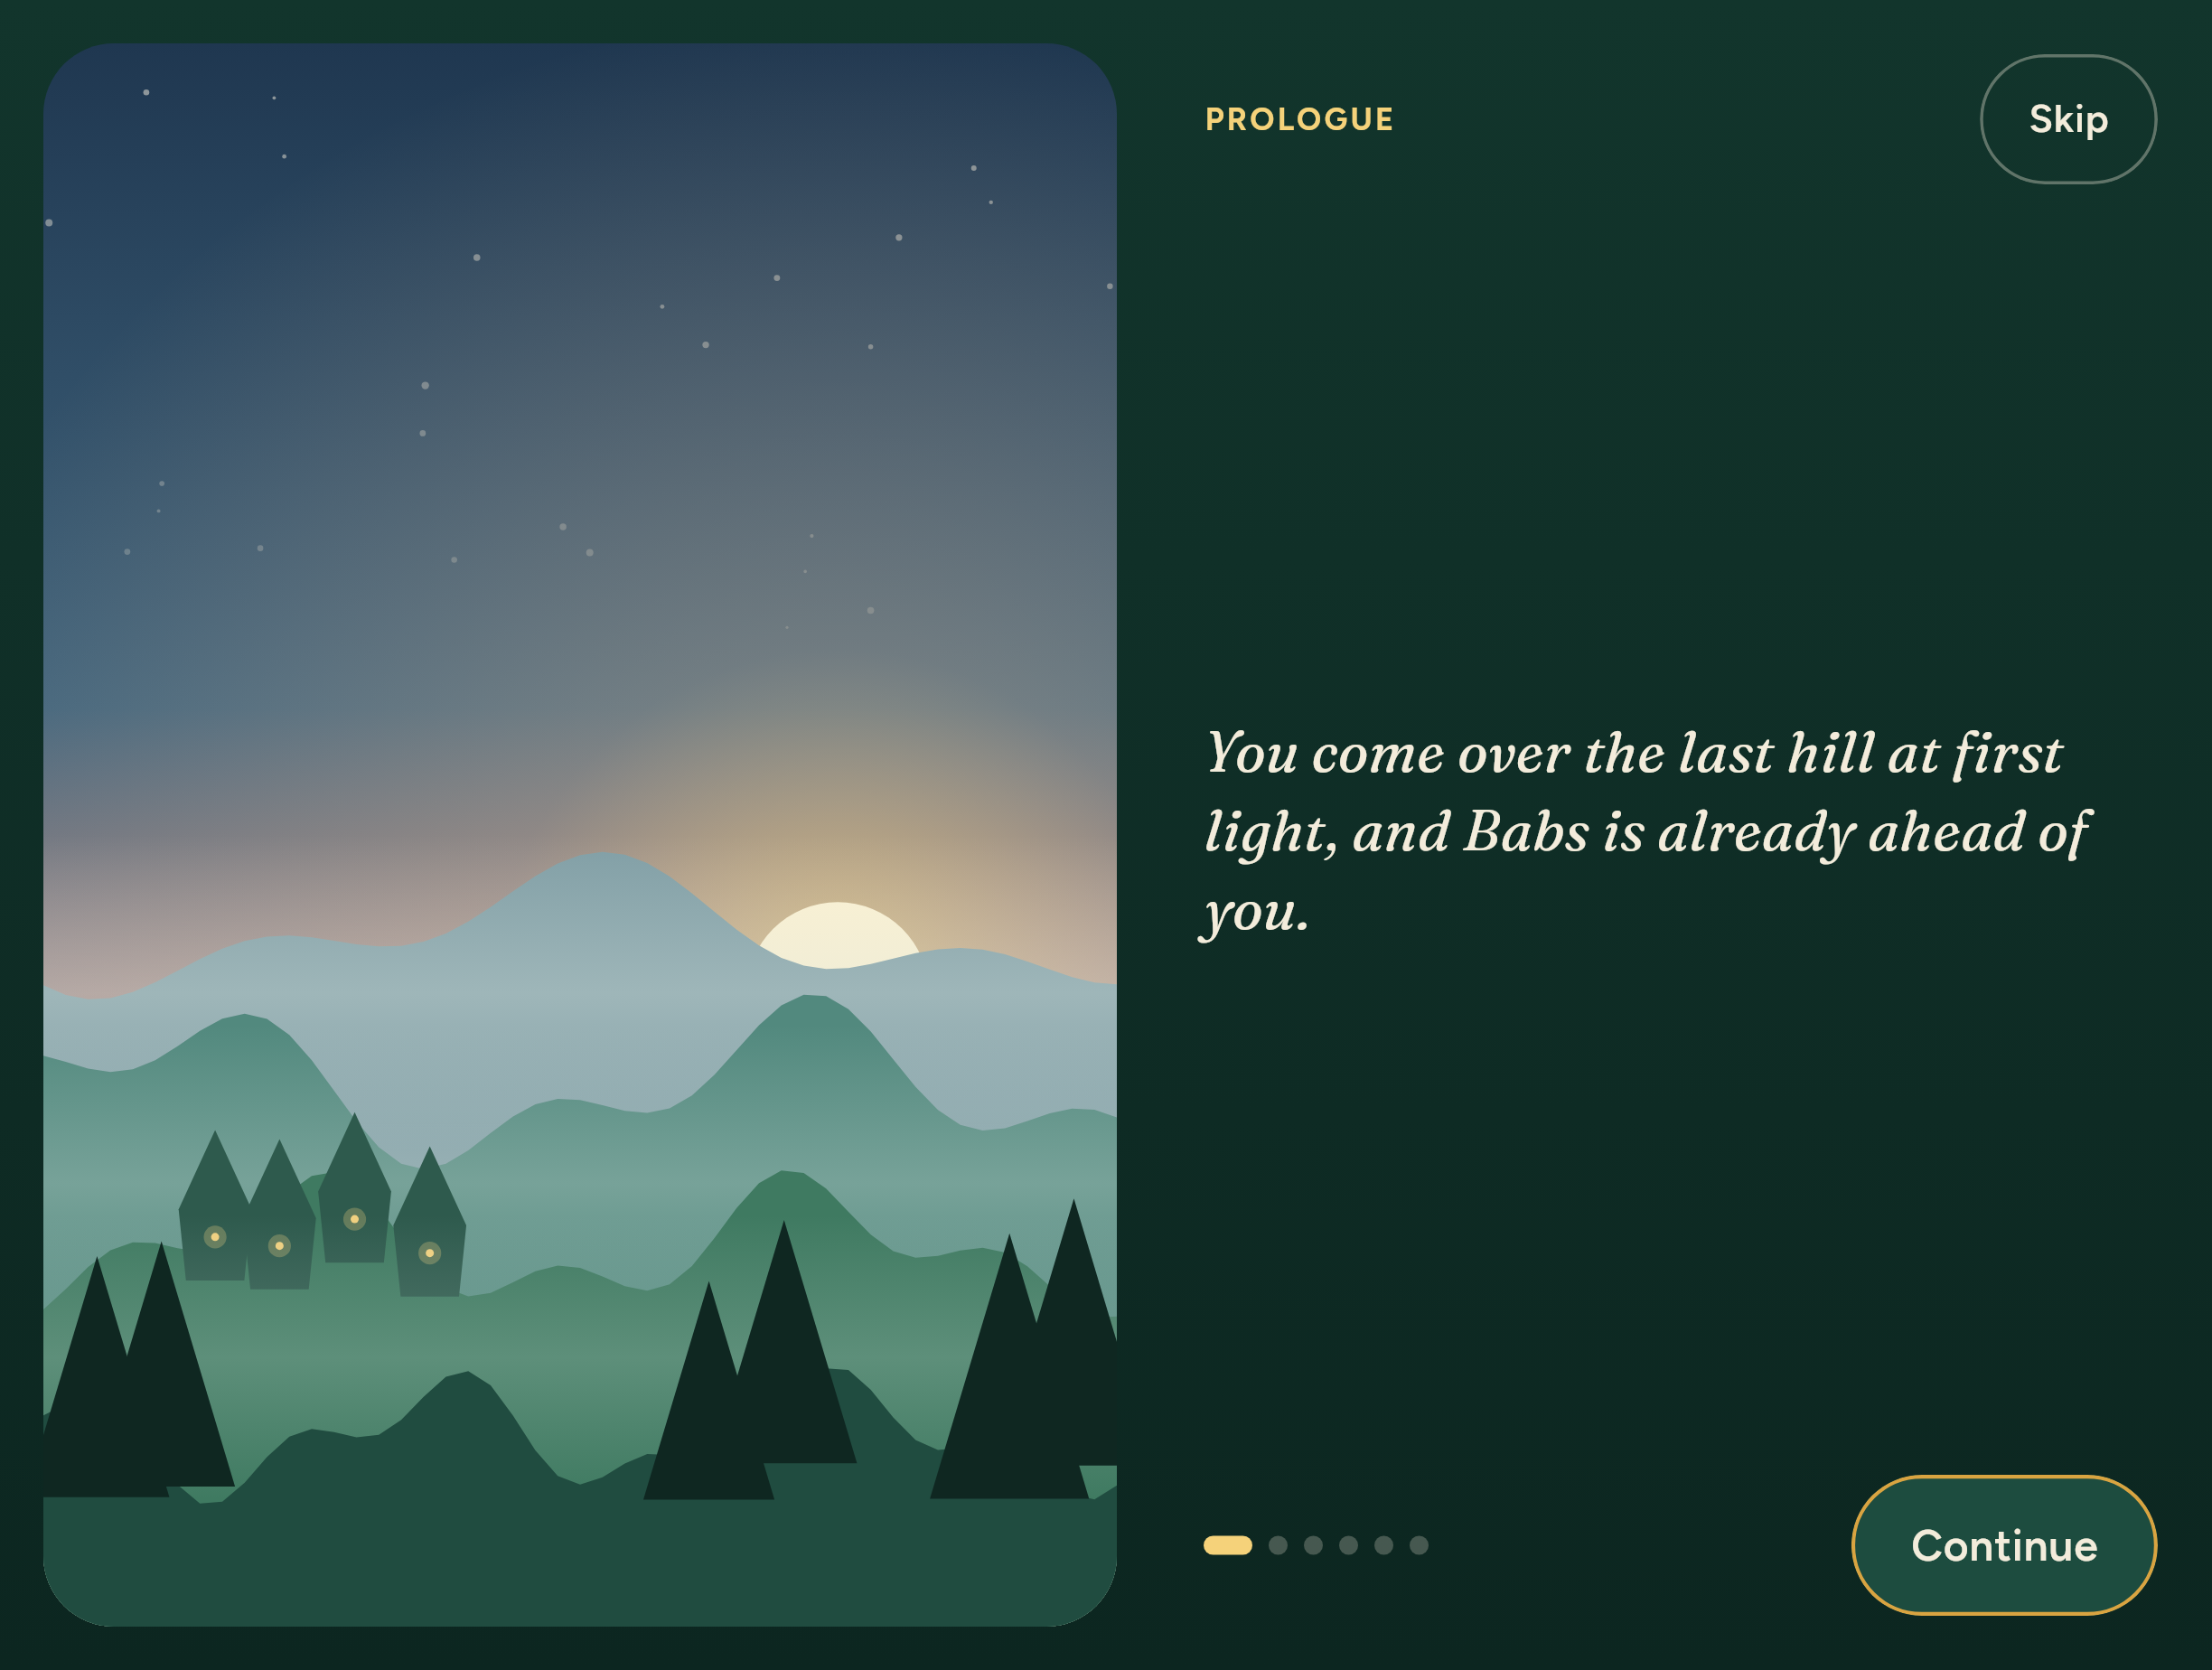 PROLOGUE
Skip
You come over the last hill at first
light, and Babs is already ahead of
you.
Continue